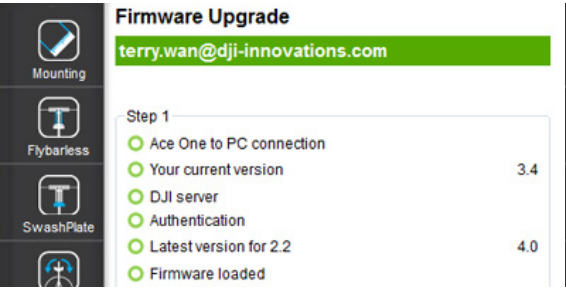 Firmware Upgrade
terry.wan@dji-innovations.com
Mounting
Step 1
Ace One to PC connection
Flybarless
Your current version 3.4
DJI server
Authentication
SwashPlate
Latest version for 2.2 4.0
Firmware loaded